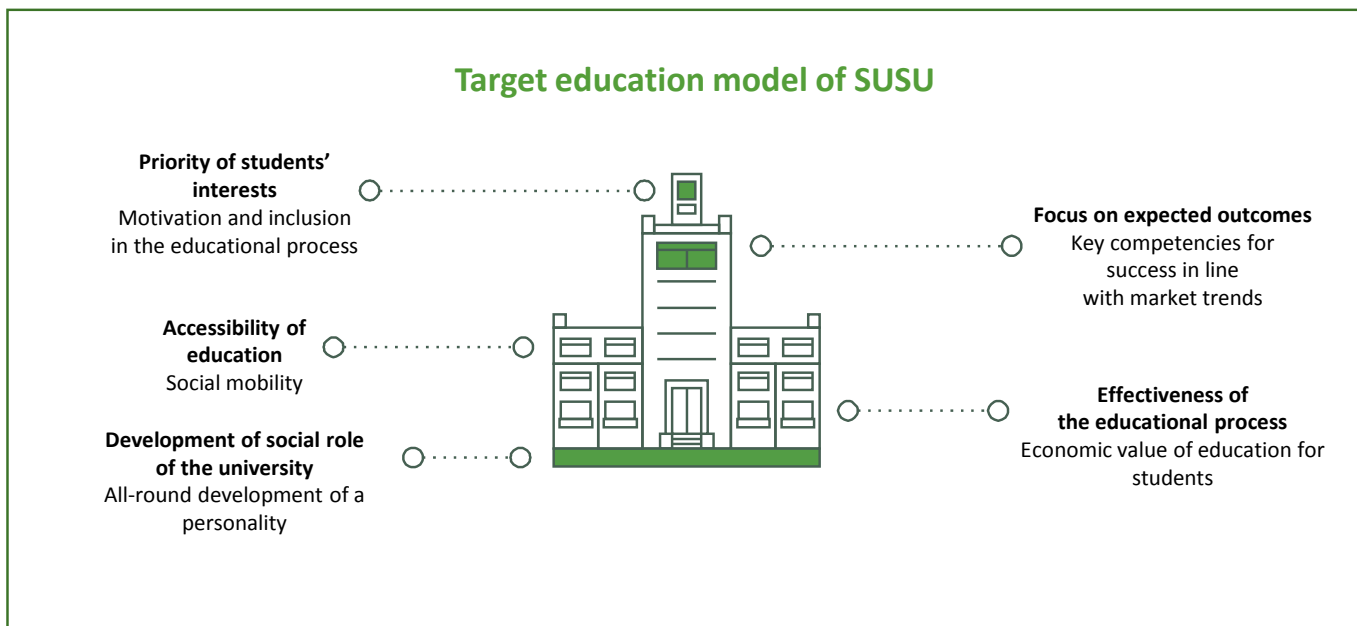 Target education model of SUSU
Priority of students’
interests
Motivation and inclusion
in the educational process
Accessibility of
education
Social mobility
Development of social role
of the university
All-round development of a
personality
Focus on expected outcomes
Key competencies for
success in line
with market trends
Effectiveness of
the educational process
Economic value of education for
students